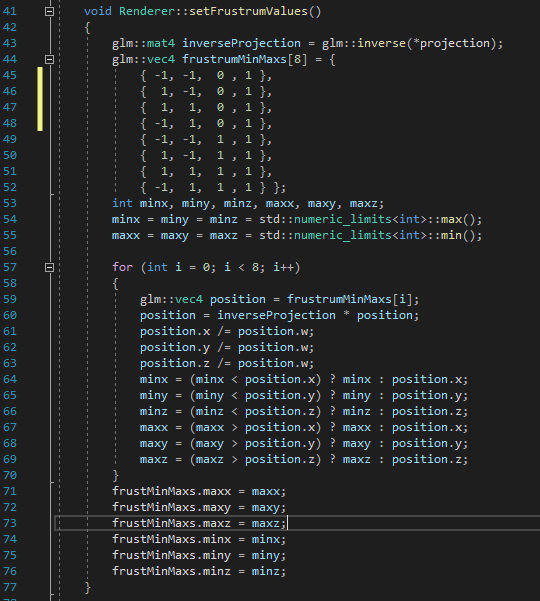 41 void Renderer::setFrustrumValues()
42 {
43 glm::mat4 inverseProjection = glm::inverse(*projection);
44 glm::vec4 frustrumMinMaxs[8] = {
45 { -1, -1, 0 , 1 },
46 { 1, -1, 0 , 1 },
47 { 1, 1, 0 , 1 },
48 { -1, 1, 0 , 1 },
49 { -1, -1, 1 , 1 },
50 { 1, -1, 1 , 1 },
51 { 1, 1, 1 , 1 },
52 { -1, 1, 1 , 1 } };
53 int minx, miny, minz, maxx, maxy, maxz;
54 minx = miny = minz = std::numeric_limits<int>::max();
55 maxx = maxy = maxz = std::numeric_limits<int>::min();
56
57 for (int i = 0; i < 8; i++)
58 {
59 glm::vec4 position = frustrumMinMaxs[i];
60 position = inverseProjection * position;
61 position.x /= position.w;
62 position.y /= position.w;
63 position.z /= position.w;
64 minx = (minx < position.x) ? minx : position.x;
65 miny = (miny < position.y) ? miny : position.y;
66 minz = (minz < position.z) ? minz : position.z;
67 maxx = (maxx > position.x) ? maxx : position.x;
68 maxy = (maxy > position.y) ? maxy : position.y;
69 maxz = (maxz > position.z) ? maxz : position.z;
70 }
71 frustMinMaxs.maxx = maxx;
72 frustMinMaxs.maxy = maxy;
73 frustMinMaxs.maxz = maxz;
74 frustMinMaxs.minx = minx;
75 frustMinMaxs.miny = miny;
76 frustMinMaxs.minz = minz;
77 }